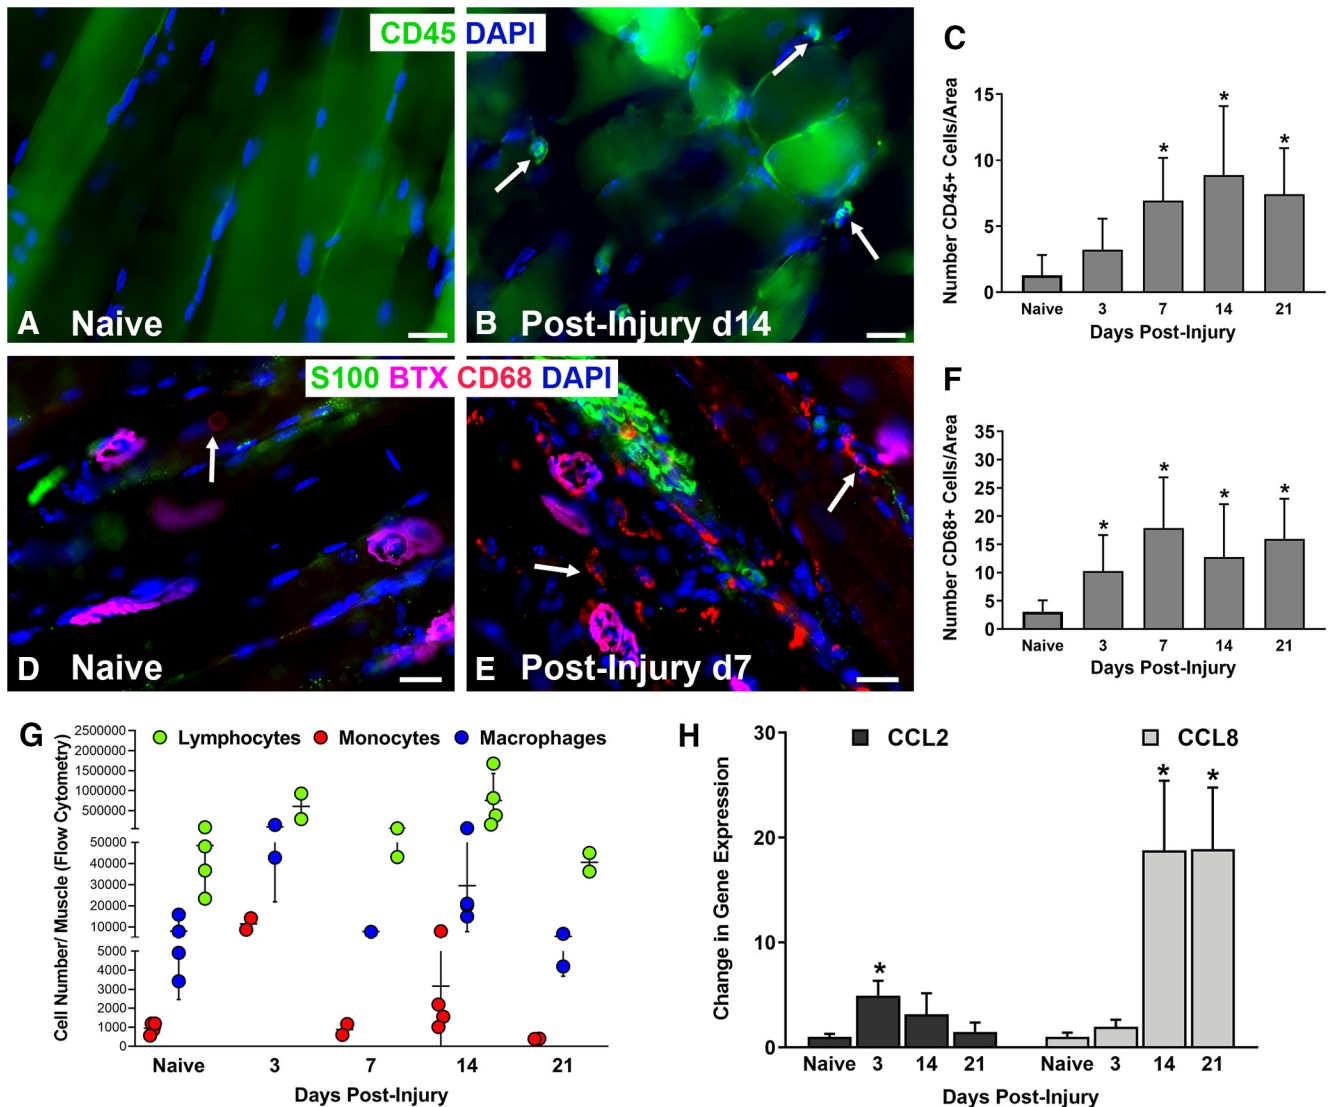 CD45 DAPI
A Naive
B Post-Injury d14
C
15
10
5
0
Number CD45+ Cells/Area
* * *
Naive 3 7 14 21
Days Post-Injury
S100 BTX CD68 DAPI
D Naive
E Post-Injury d7
F
35
30
25
20
15
10
5
0
Number CD68+ Cells/Area
* * * *
Naive 3 7 14 21
Days Post-Injury
G
Lymphocytes Monocytes Macrophages
2500000
2000000
1500000
1000000
500000
50000
40000
30000
20000
10000
5000
4000
3000
2000
1000
0
Cell Number/ Muscle (Flow Cytometry)
Naive 3 7 14 21
Days Post-Injury
H
CCL2 CCL8
30
20
10
0
Change in Gene Expression
* * *
Naive 3 14 21 Naive 3 14 21
Days Post-Injury